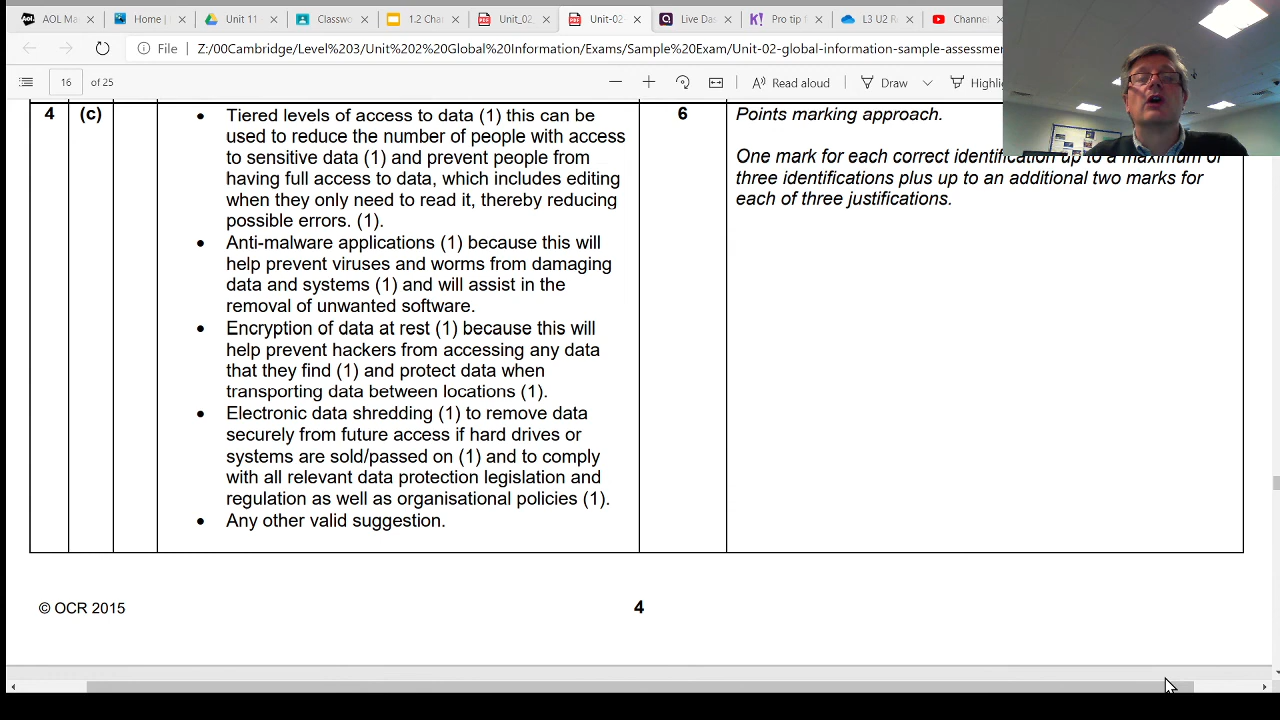 AOL Ma
Home |
Unit 11
Classwo
1.2 Char
Unit_02
Unit-02-
Live Das
Pro tip f
L3 U2 R
Channe
File
Z:/00Cambridge/Level%203/Unit%202%20Global%20Information/Exams/Sample%20Exam/Unit-02-global-information-sample-assessmen
16 of 25
Read aloud
Draw
Highli
4 (c)
• Tiered levels of access to data (1) this can be
used to reduce the number of people with access
to sensitive data (1) and prevent people from
having full access to data, which includes editing
when they only need to read it, thereby reducing
possible errors. (1).
• Anti-malware applications (1) because this will
help prevent viruses and worms from damaging
data and systems (1) and will assist in the
removal of unwanted software.
• Encryption of data at rest (1) because this will
help prevent hackers from accessing any data
that they find (1) and protect data when
transporting data between locations (1).
• Electronic data shredding (1) to remove data
securely from future access if hard drives or
systems are sold/passed on (1) and to comply
with all relevant data protection legislation and
regulation as well as organisational policies (1).
• Any other valid suggestion.
6
Points marking approach.
One mark for each correct identification up to a maximum of
three identifications plus up to an additional two marks for
each of three justifications.
© OCR 2015
4